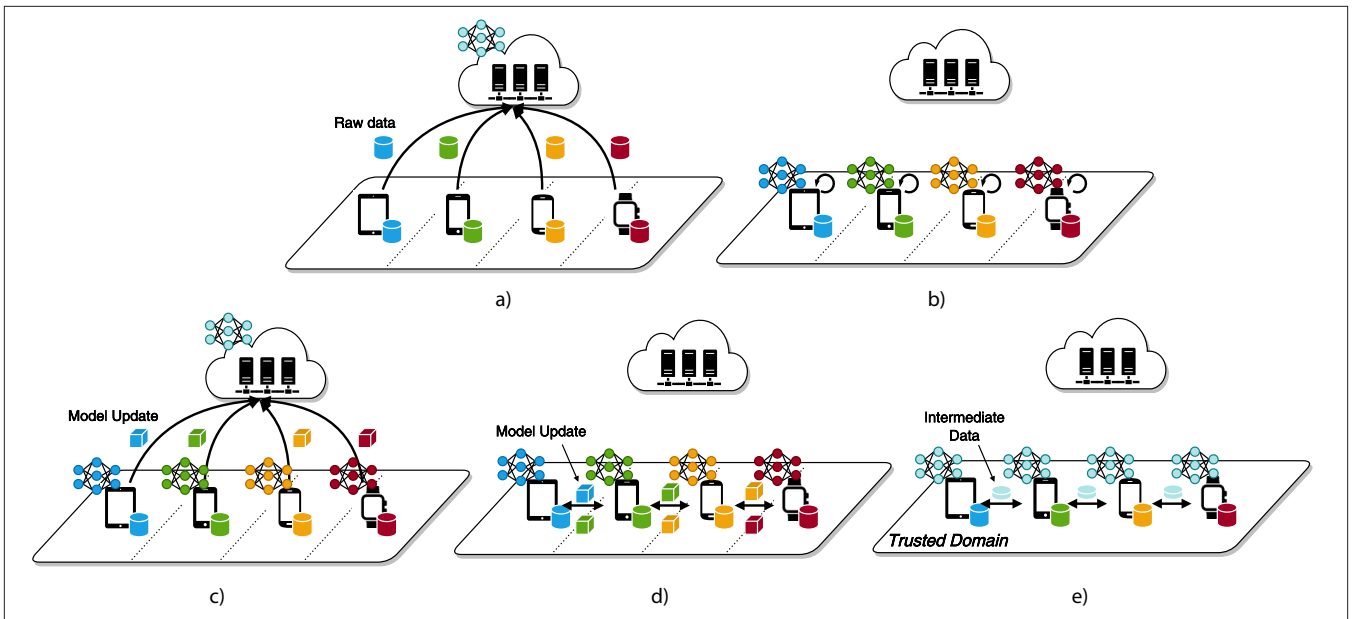 Raw data
a)
b)
Model Update
c)
Model Update
d)
Intermediate
Data
Trusted Domain
e)